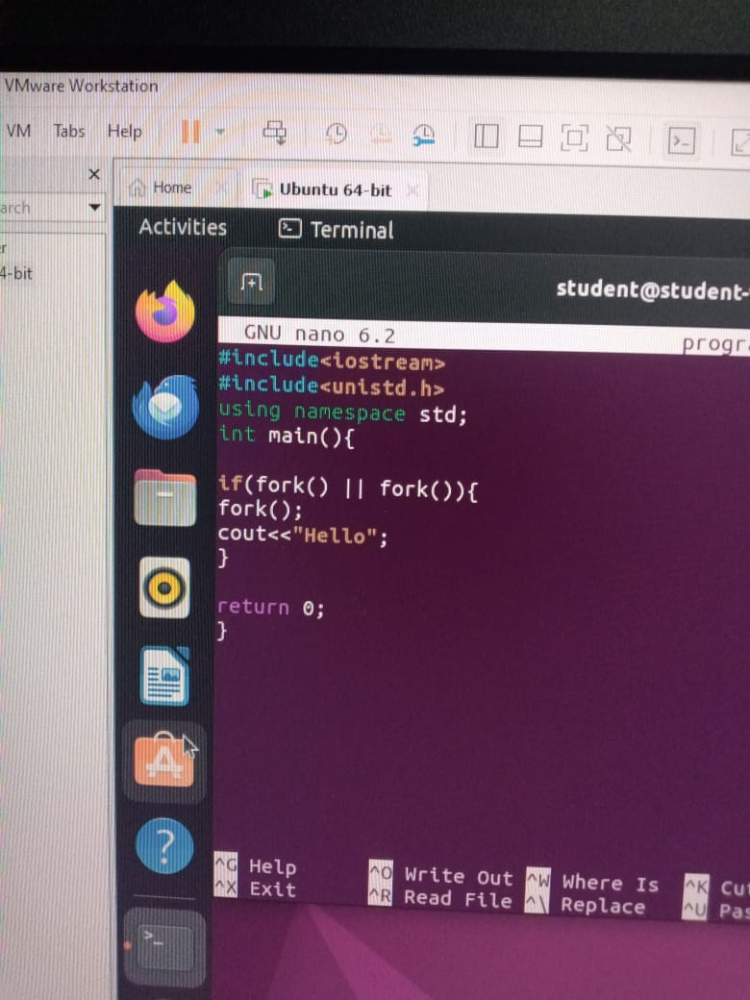 VMware Workstation
VM Tabs Help
Home
Ubuntu 64-bit
arch
r
4-bit
Activities
Terminal
student@student-
GNU nano 6.2
progr
#include<iostream>
#include<unistd.h>
using namespace std;
int main(){
if(fork() || fork()){
fork();
cout<<"Hello";
}
return 0;
}
^G Help
^O Write Out
^W Where Is
^K Cu
^X Exit
^R Read File
^\ Replace
^U Pas